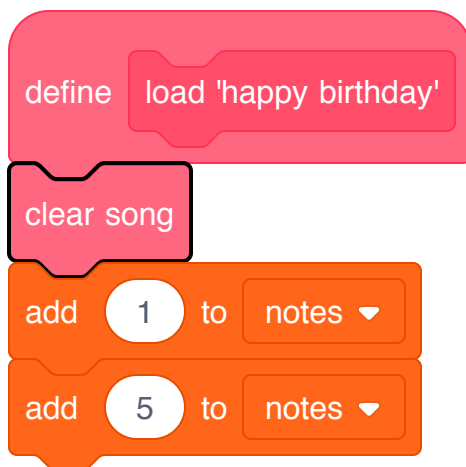 define load 'happy birthday'
clear song
add 1 to notes
add 5 to notes